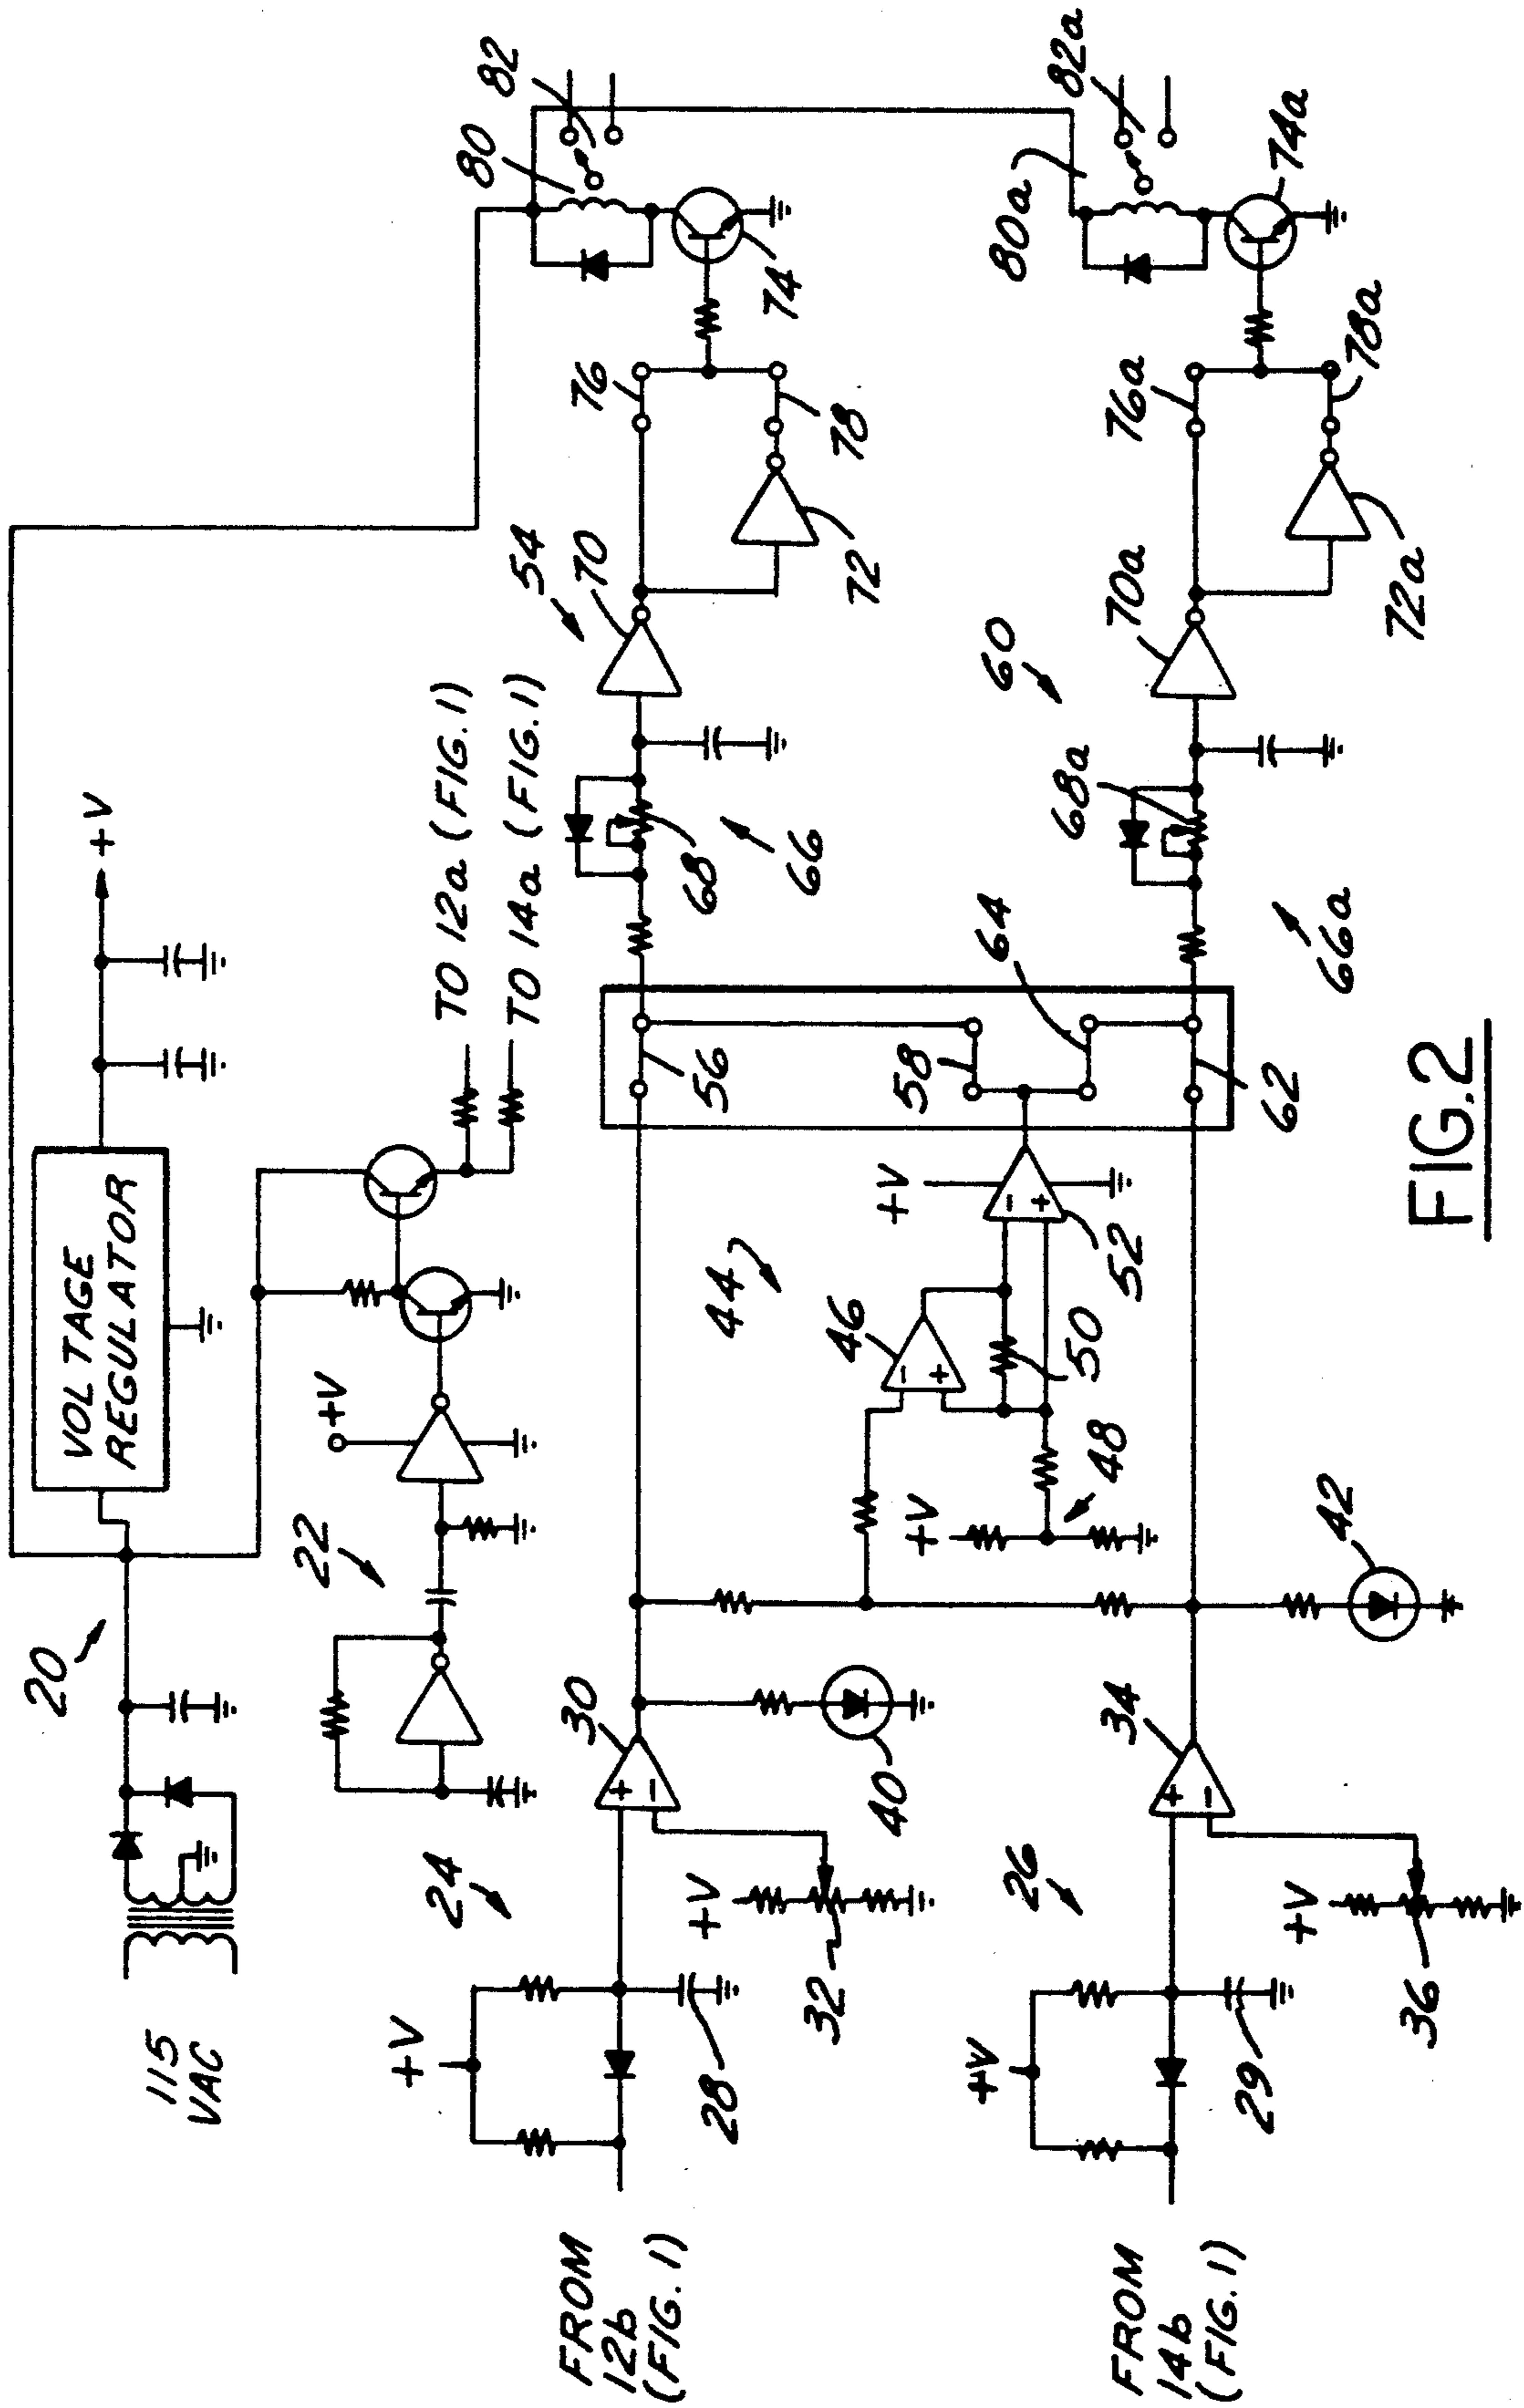 115
VAC
20
VOLTAGE
REGULATOR
+V
22
+V
TO 12a (FIG. 1)
TO 14a (FIG. 1)
80
82
FROM
12b
(FIG. 1)
+V
24
28
+V
32
30
40
44
46
+V
48
50
+V
52
56
58
64
62
68
66
54
70
72
76
78
74
FROM
14b
(FIG. 1)
+V
26
29
+V
36
34
42
68a
66a
60
70a
72a
76a
78a
74a
80a
82a
+
−
+
−
−
+
−
+
FIG. 2